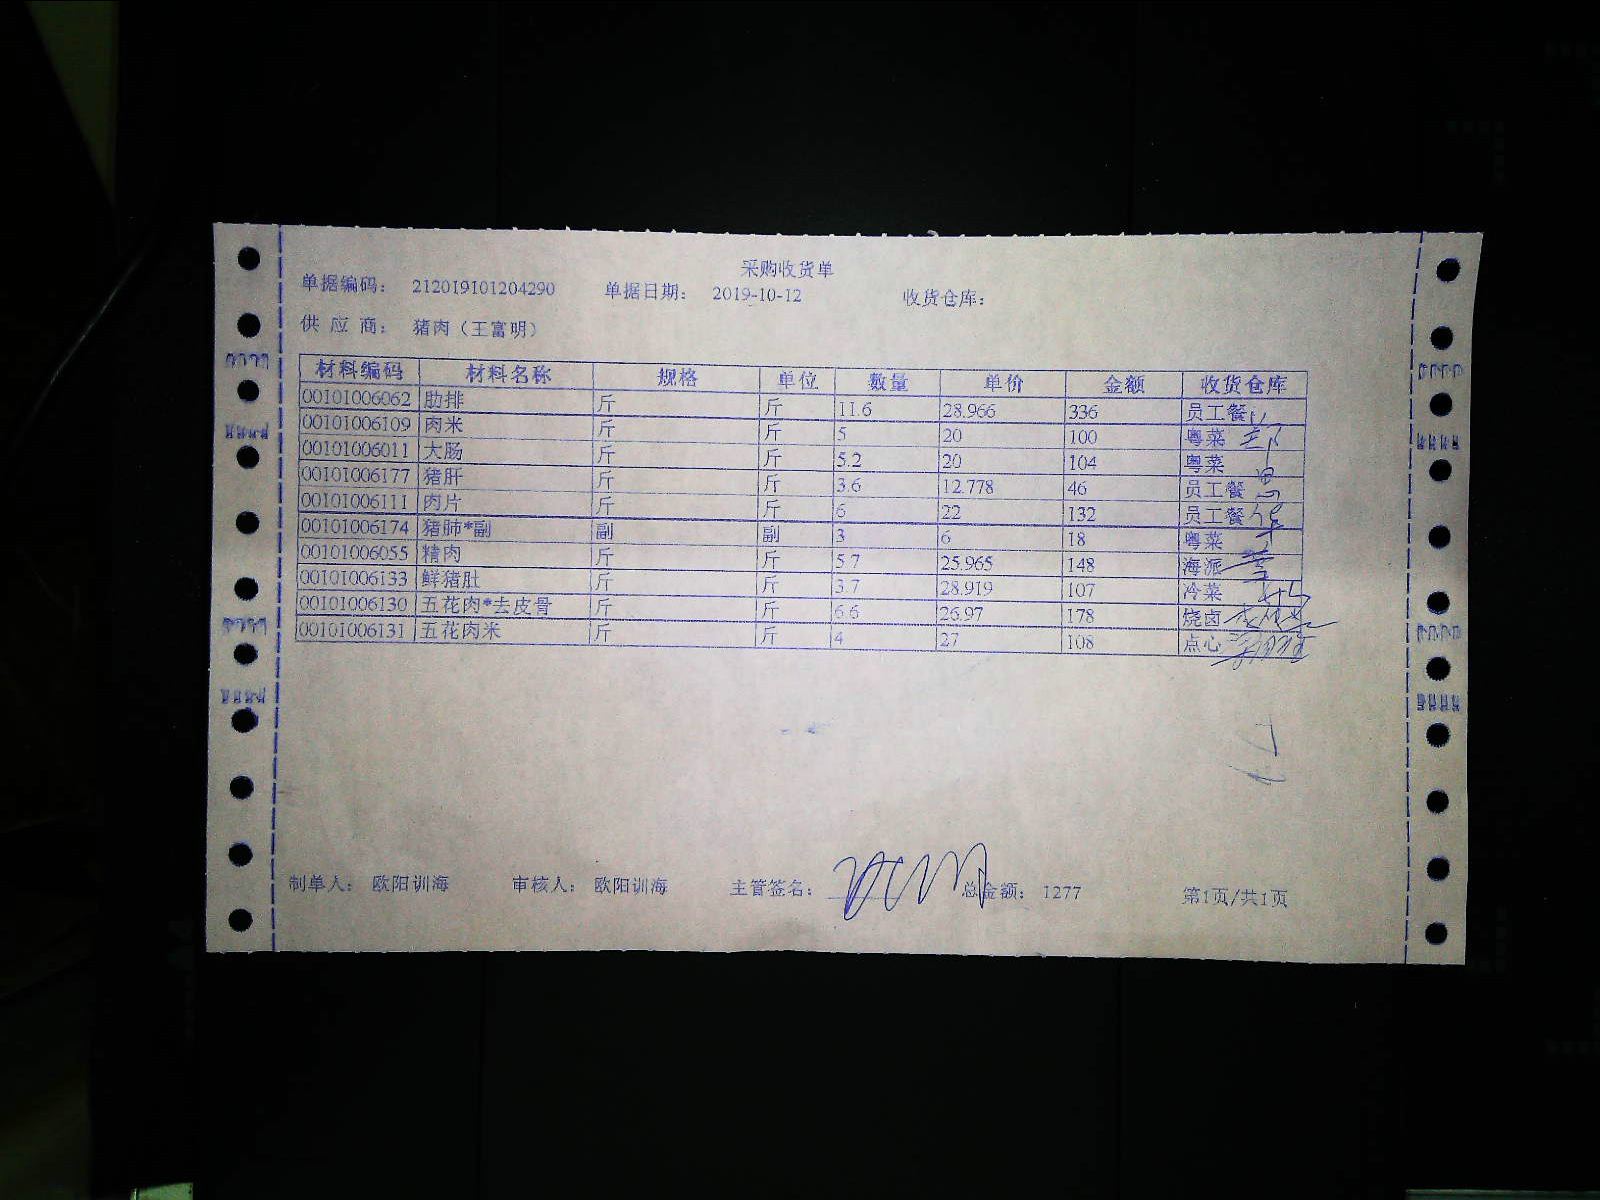 采购收货单
单据编码： 212019101204290 单据日期： 2019-10-12 收货仓库：
供 应 商： 猪肉（王富明）
材料编码 材料名称 规格 单位 数量 单价 金额 收货仓库
00101006062 肋排 斤 斤 11.6 28.966 336 员工餐
00101006109 肉米 斤 斤 5 20 100 粤菜
00101006011 大肠 斤 斤 5.2 20 104 粤菜
00101006177 猪肝 斤 斤 3.6 12.778 46 员工餐
00101006111 肉片 斤 斤 6 22 132 员工餐
00101006174 猪肺*副 副 副 3 6 18 粤菜
00101006055 精肉 斤 斤 5.7 25.965 148 海派
00101006133 鲜猪肚 斤 斤 3.7 28.919 107 冷菜
00101006130 五花肉*去皮骨 斤 斤 6.6 26.97 178 烧卤
00101006131 五花肉米 斤 斤 4 27 108 点心
制单人： 欧阳训海 审核人： 欧阳训海 主管签名： 总金额： 1277 第1页/共1页